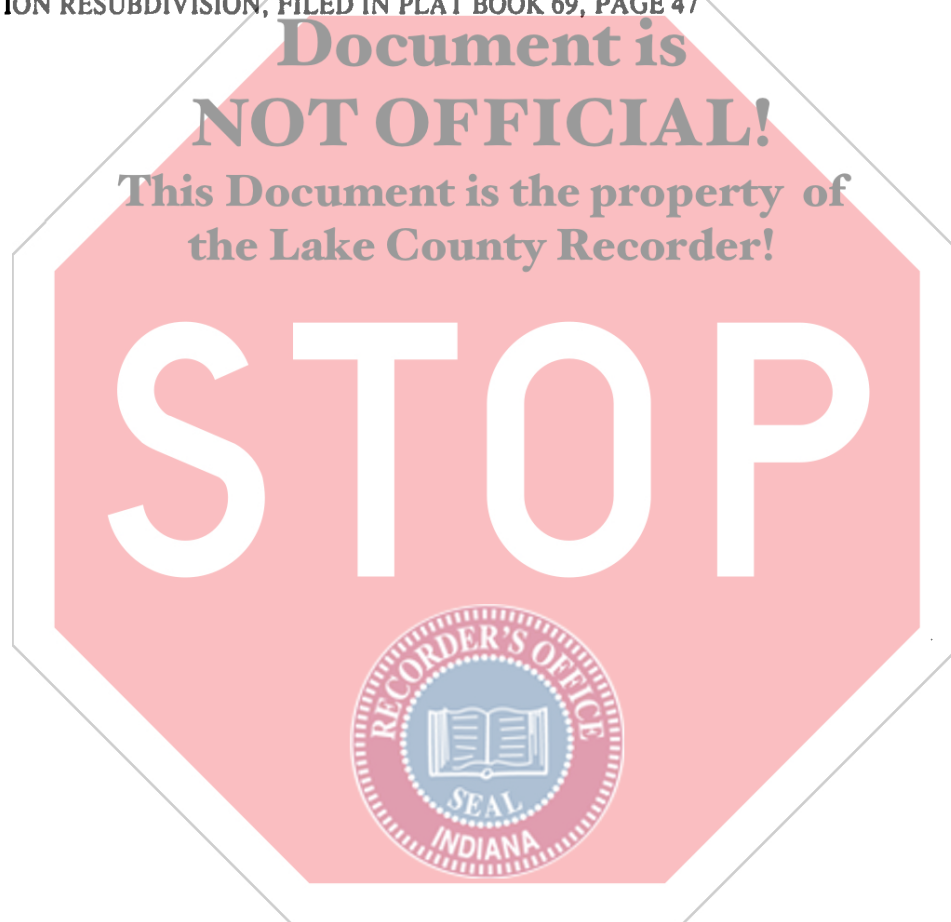 ION RESUBDIVISION, FILED IN PLAT BOOK 69, PAGE 47
Document is
NOT OFFICIAL!
This Document is the property of
the Lake County Recorder!
STOP
RECORDER'S OFFICE
SEAL
INDIANA